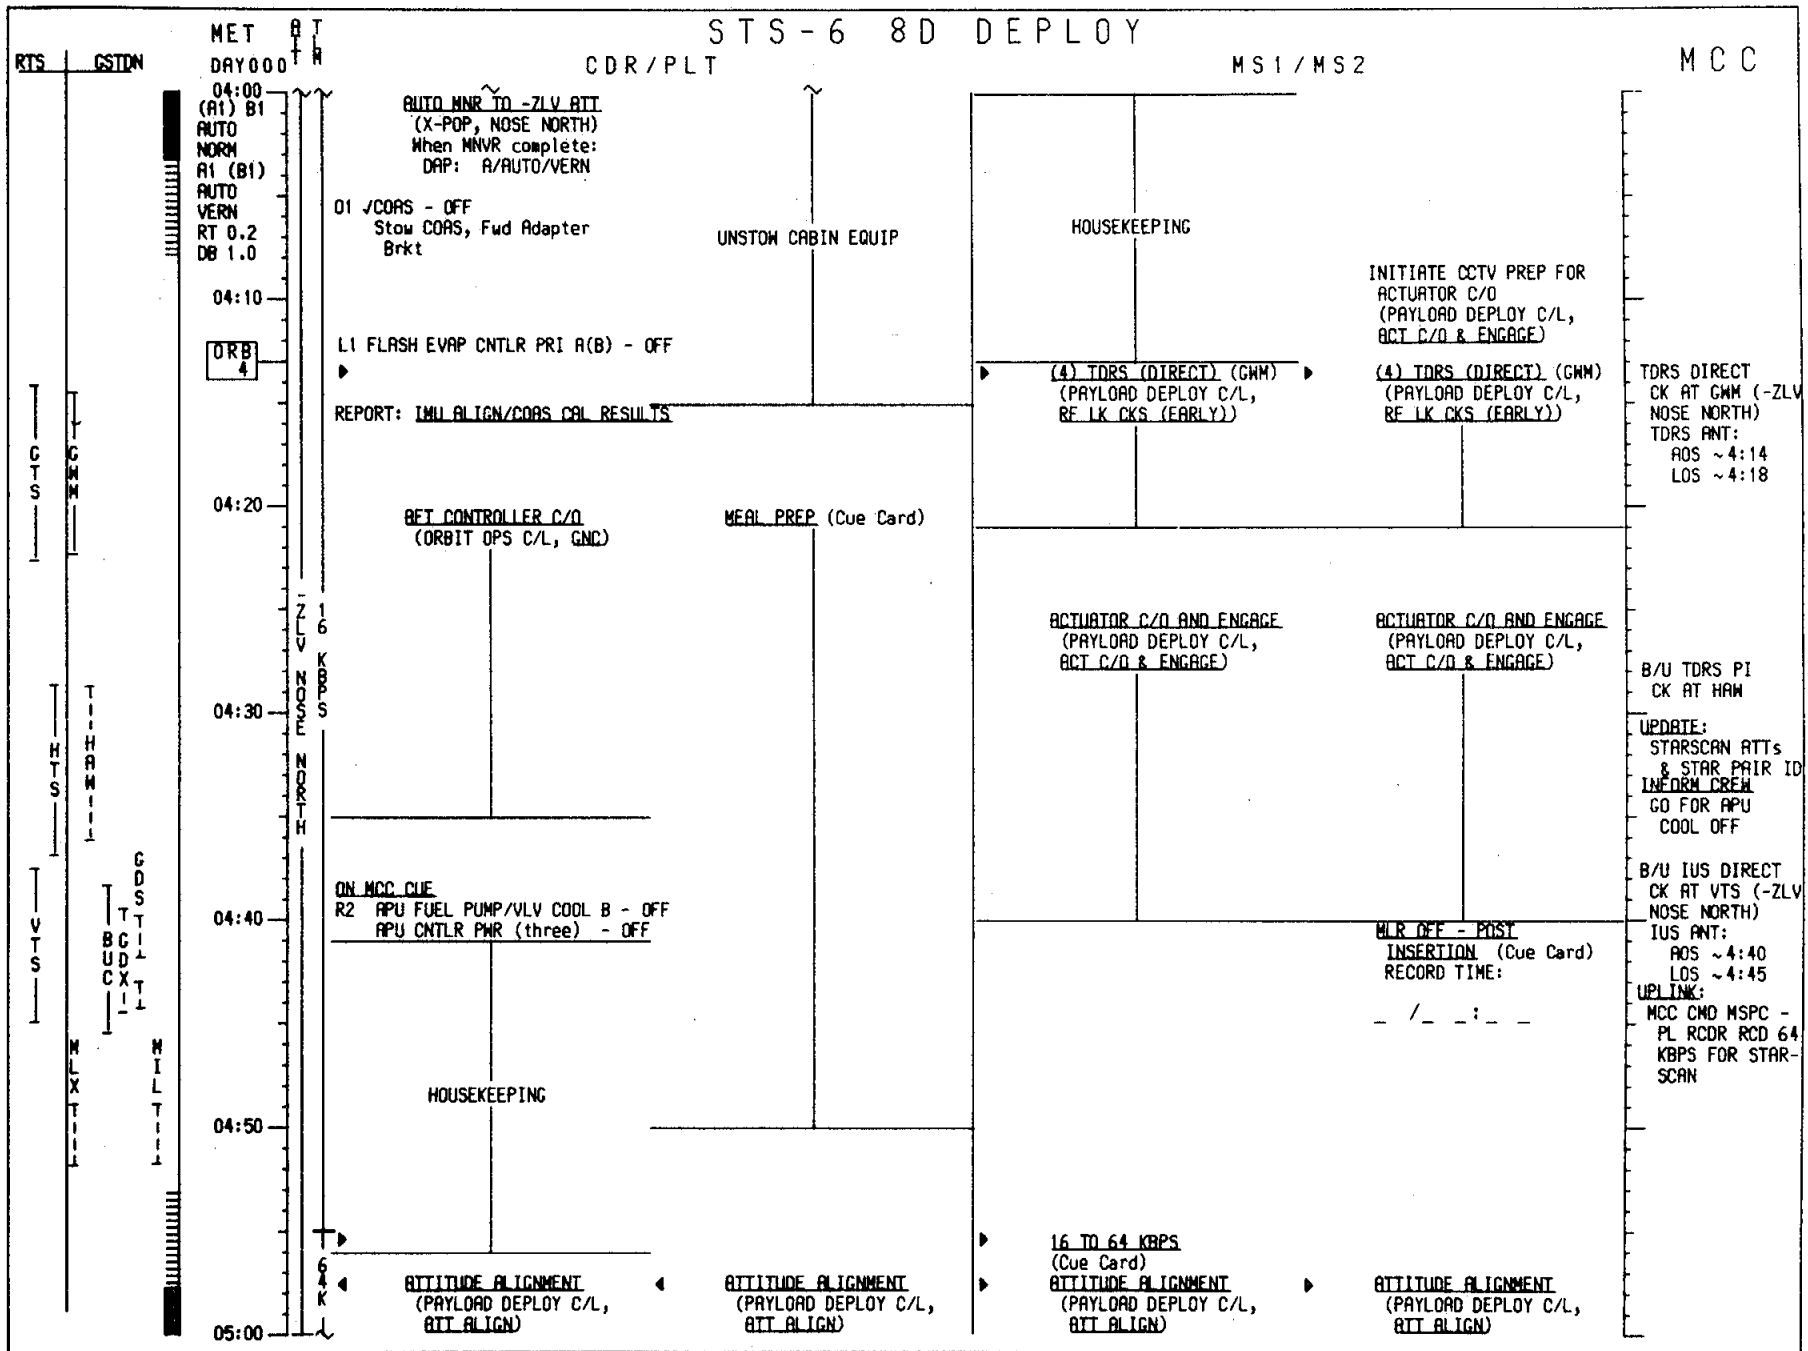 STS-6 8D DEPLOY
RTS
GSTDN
MET
DAY000
ATT
TLM
CDR/PLT
MS1/MS2
MCC
04:00
(A1) B1
AUTO
NORM
A1 (B1)
AUTO
VERN
RT 0.2
DB 1.0
04:10
ORB
4
04:20
04:30
04:40
04:50
05:00
GTS
GWM
HTS
HAW
VTS
BUC
GDX
GDS
MLX
MIL
-ZLV NOSE NORTH
16 KBPS
64K
AUTO MNR TO -ZLV ATT
(X-POP, NOSE NORTH)
When MNVR complete:
DAP: A/AUTO/VERN
O1 √COAS - OFF
Stow COAS, Fwd Adapter
Brkt
L1 FLASH EVAP CNTLR PRI A(B) - OFF
REPORT: IMU ALIGN/COAS CAL RESULTS
AFT CONTROLLER C/O
(ORBIT OPS C/L, GNC)
ON MCC CUE
R2 APU FUEL PUMP/VLV COOL B - OFF
APU CNTLR PWR (three) - OFF
HOUSEKEEPING
ATTITUDE ALIGNMENT
(PAYLOAD DEPLOY C/L,
ATT ALIGN)
UNSTOW CABIN EQUIP
MEAL PREP (Cue Card)
ATTITUDE ALIGNMENT
(PAYLOAD DEPLOY C/L,
ATT ALIGN)
HOUSEKEEPING
(4) TDRS (DIRECT) (GWM)
(PAYLOAD DEPLOY C/L,
RF LK CKS (EARLY))
ACTUATOR C/O AND ENGAGE
(PAYLOAD DEPLOY C/L,
ACT C/O & ENGAGE)
16 TO 64 KBPS
(Cue Card)
ATTITUDE ALIGNMENT
(PAYLOAD DEPLOY C/L,
ATT ALIGN)
INITIATE CCTV PREP FOR
ACTUATOR C/O
(PAYLOAD DEPLOY C/L,
ACT C/O & ENGAGE)
(4) TDRS (DIRECT) (GWM)
(PAYLOAD DEPLOY C/L,
RF LK CKS (EARLY))
ACTUATOR C/O AND ENGAGE
(PAYLOAD DEPLOY C/L,
ACT C/O & ENGAGE)
MLR OFF - POST
INSERTION (Cue Card)
RECORD TIME:
_ /_ _:_ _
ATTITUDE ALIGNMENT
(PAYLOAD DEPLOY C/L,
ATT ALIGN)
TDRS DIRECT
CK AT GWM (-ZLV
NOSE NORTH)
TDRS ANT:
AOS ~4:14
LOS ~4:18
B/U TDRS PI
CK AT HAW
UPDATE:
STARSCAN ATTs
& STAR PAIR ID
INFORM CREW
GO FOR APU
COOL OFF
B/U IUS DIRECT
CK AT VTS (-ZLV
NOSE NORTH)
IUS ANT:
AOS ~4:40
LOS ~4:45
UPLINK:
MCC CMD MSPC -
PL RCDR RCD 64
KBPS FOR STAR-
SCAN